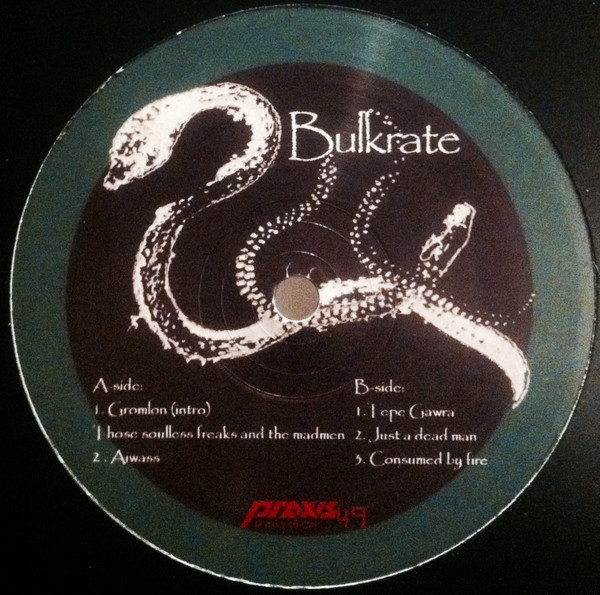 Bulkrate
A-side:
1. Gromlon (intro)
Those soulless freaks and the madmen
2. Aiwass
B-side:
1. Fepe Gawra
2. Just a dead man
3. Consumed by fire
praxis 49